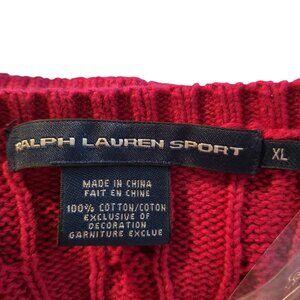 RALPH LAUREN SPORT
XL
MADE IN CHINA
FAIT EN CHINE
100% COTTON/COTON
EXCLUSIVE OF
DECORATION
GARNITURE EXCLUE